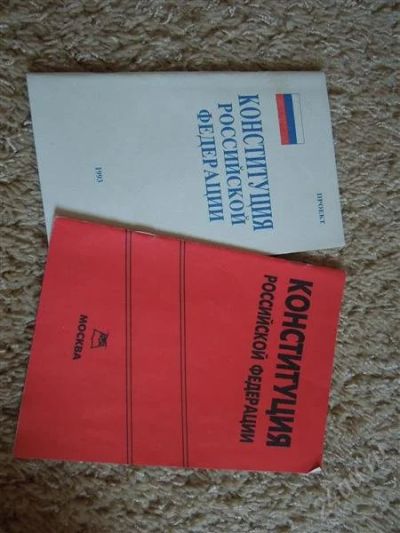 ПРОЕКТ
КОНСТИТУЦИЯ
РОССИЙСКОЙ
ФЕДЕРАЦИИ
1993
КОНСТИТУЦИЯ
РОССИЙСКОЙ ФЕДЕРАЦИИ
МОСКВА